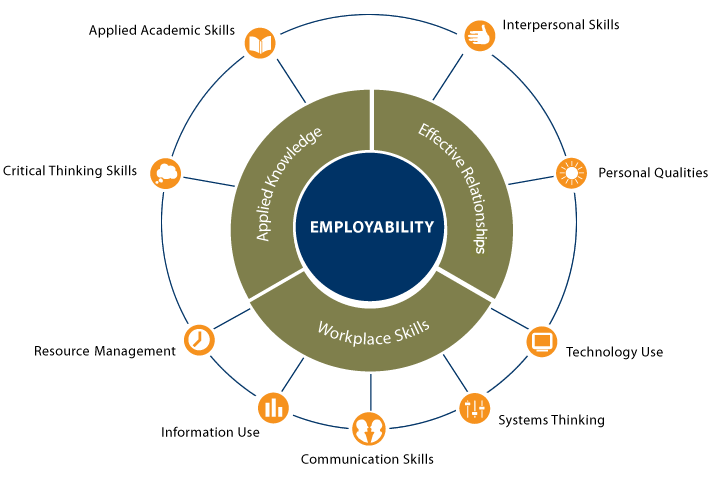 Interpersonal Skills
Applied Academic Skills
Applied Knowledge
Effective Relationships
Critical Thinking Skills
Personal Qualities
EMPLOYABILITY
Workplace Skills
Resource Management
Technology Use
Systems Thinking
Information Use
Communication Skills